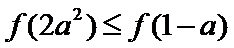 f(2a²) ≤ f(1−a)